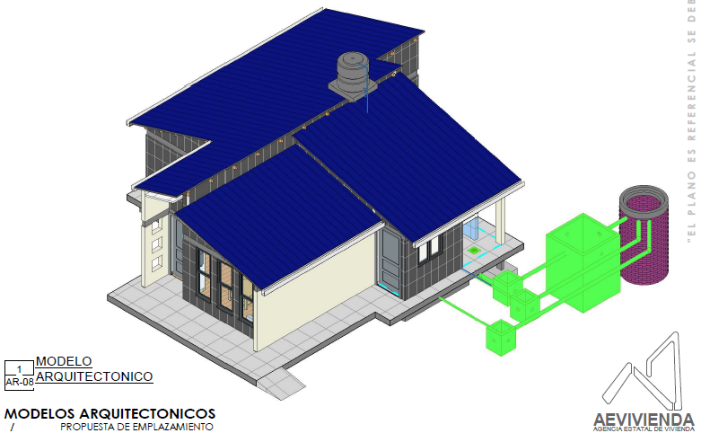 "EL PLANO ES REFERENCIAL SE DEB
1
AR-08
MODELO
ARQUITECTONICO
MODELOS ARQUITECTONICOS
/ PROPUESTA DE EMPLAZAMIENTO
AEVIVIENDA
AGENCIA ESTATAL DE VIVIENDA